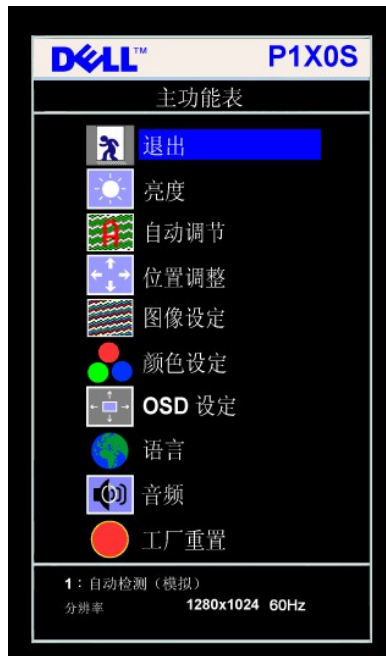 DELL™ P1X0S
主功能表
退出
亮度
自动调节
位置调整
图像设定
颜色设定
OSD 设定
语言
音频
工厂重置
1：自动检测（模拟）
分辨率 1280x1024 60Hz